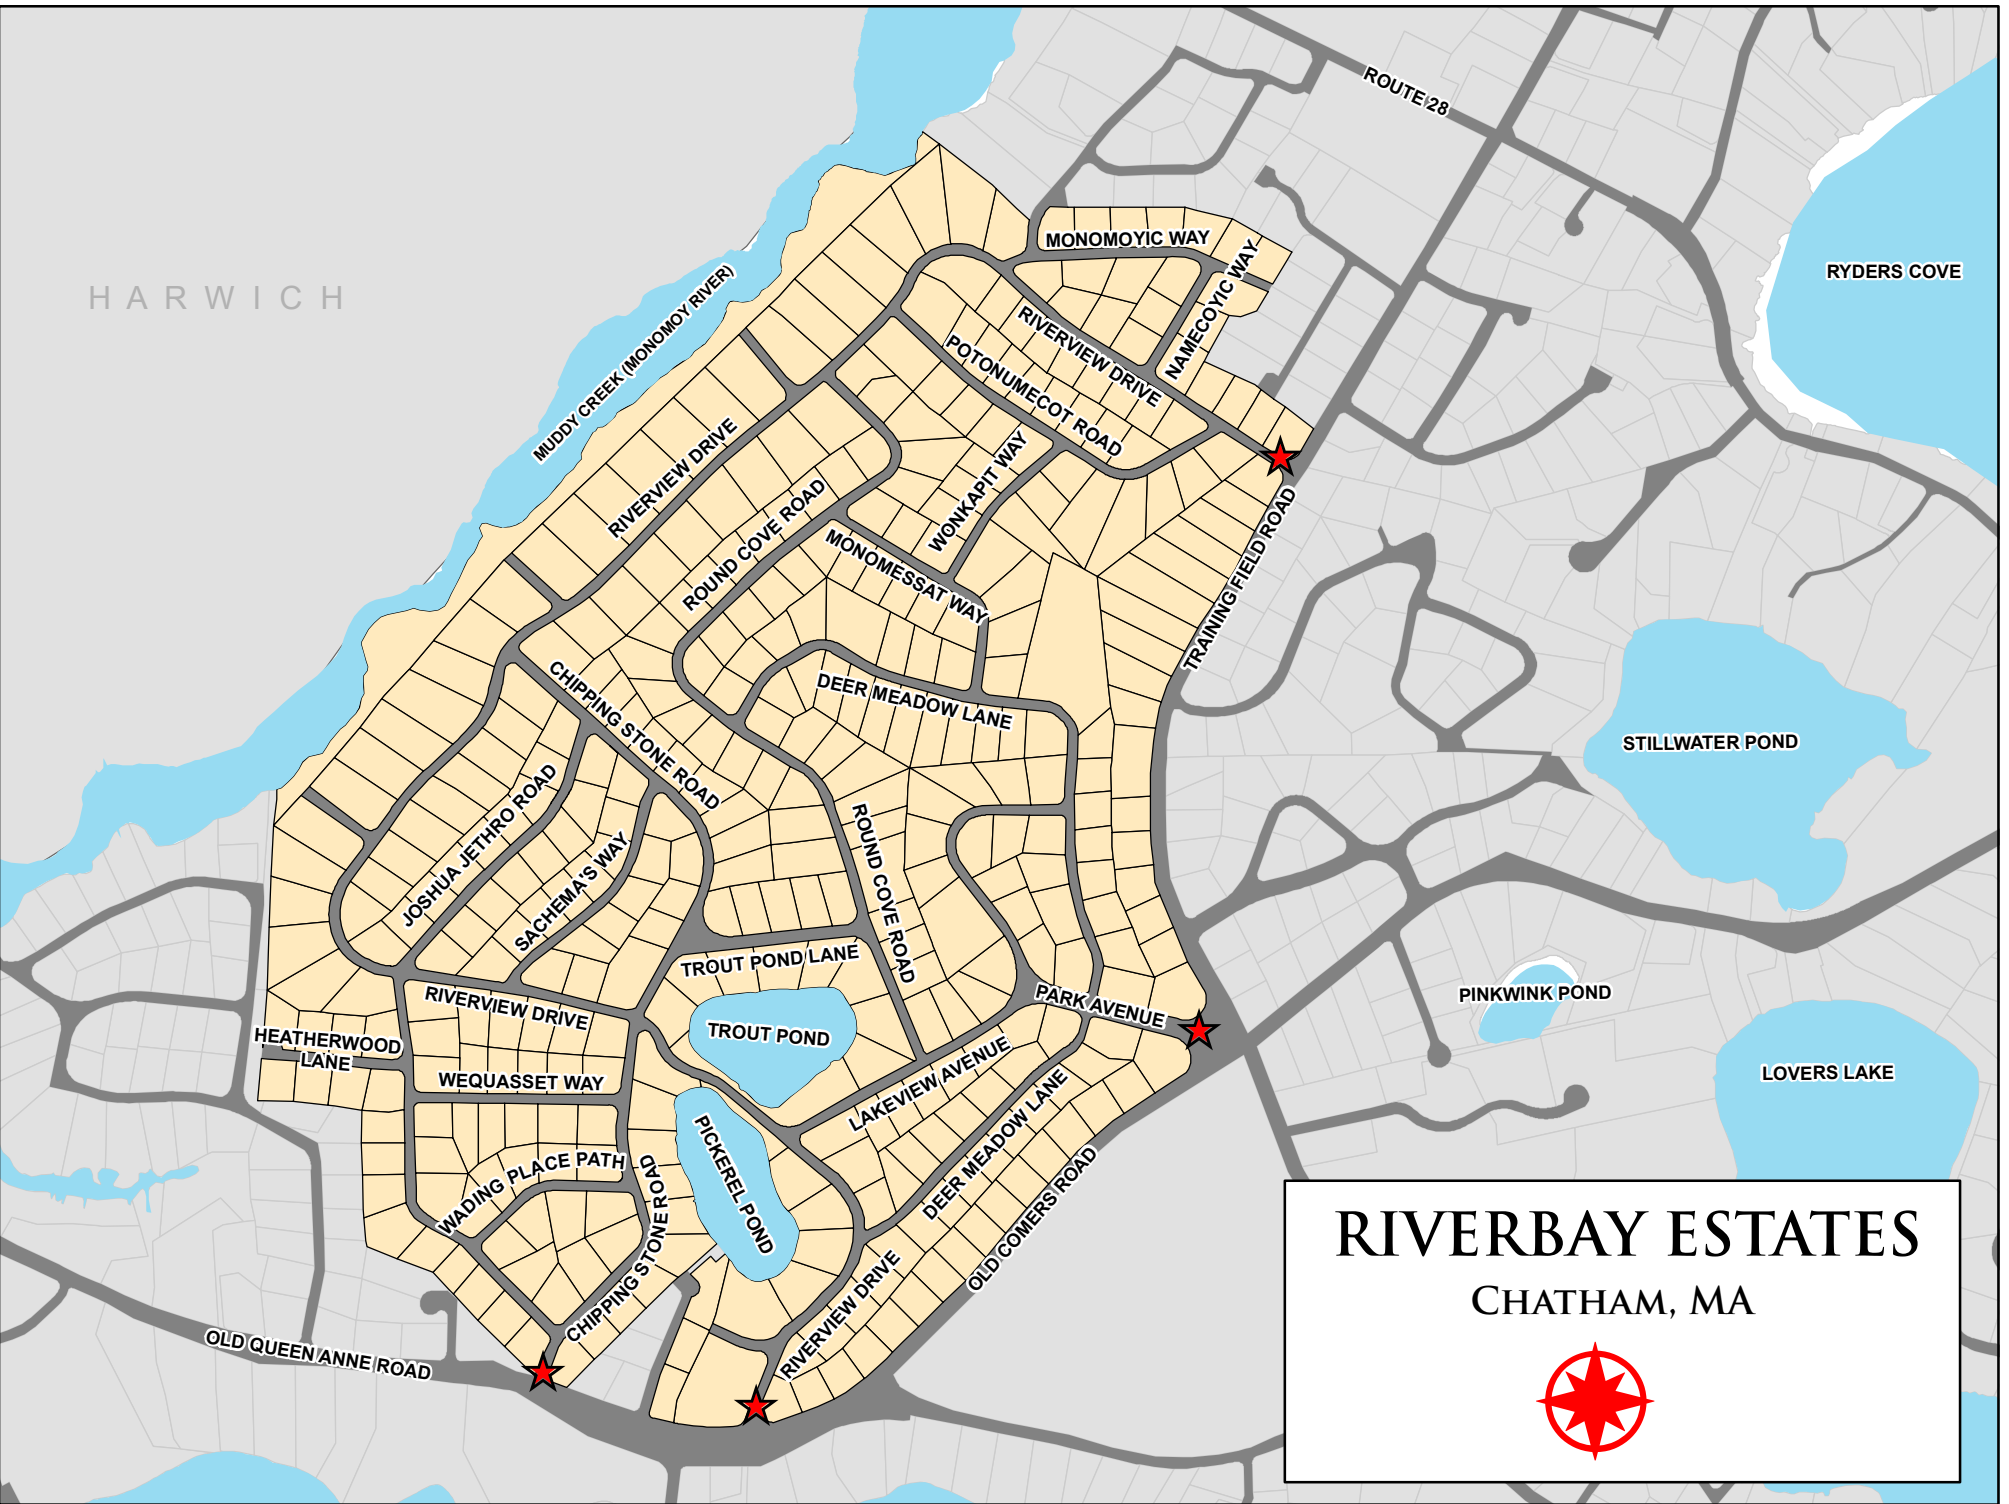 ROUTE 28
MONOMOYIC WAY
NAMECOYIC WAY
RYDERS COVE
HARWICH
MUDDY CREEK (MONOMOY RIVER)
RIVERVIEW DRIVE
POTONUMECOT ROAD
RIVERVIEW DRIVE
WONKAPIT WAY
ROUND COVE ROAD
MONOMESSAT WAY
TRAINING FIELD ROAD
CHIPPING STONE ROAD
DEER MEADOW LANE
STILLWATER POND
JOSHUA JETHRO ROAD
SACHEMA'S WAY
ROUND COVE ROAD
TROUT POND LANE
PARK AVENUE
PINKWINK POND
RIVERVIEW DRIVE
TROUT POND
HEATHERWOOD
LANE
WEQUASSET WAY
LAKEVIEW AVENUE
LOVERS LAKE
PICKEREL POND
DEER MEADOW LANE
WADING PLACE PATH
CHIPPING STONE ROAD
OLD COMERS ROAD
RIVERVIEW DRIVE
OLD QUEEN ANNE ROAD
RIVERBAY ESTATES
CHATHAM, MA